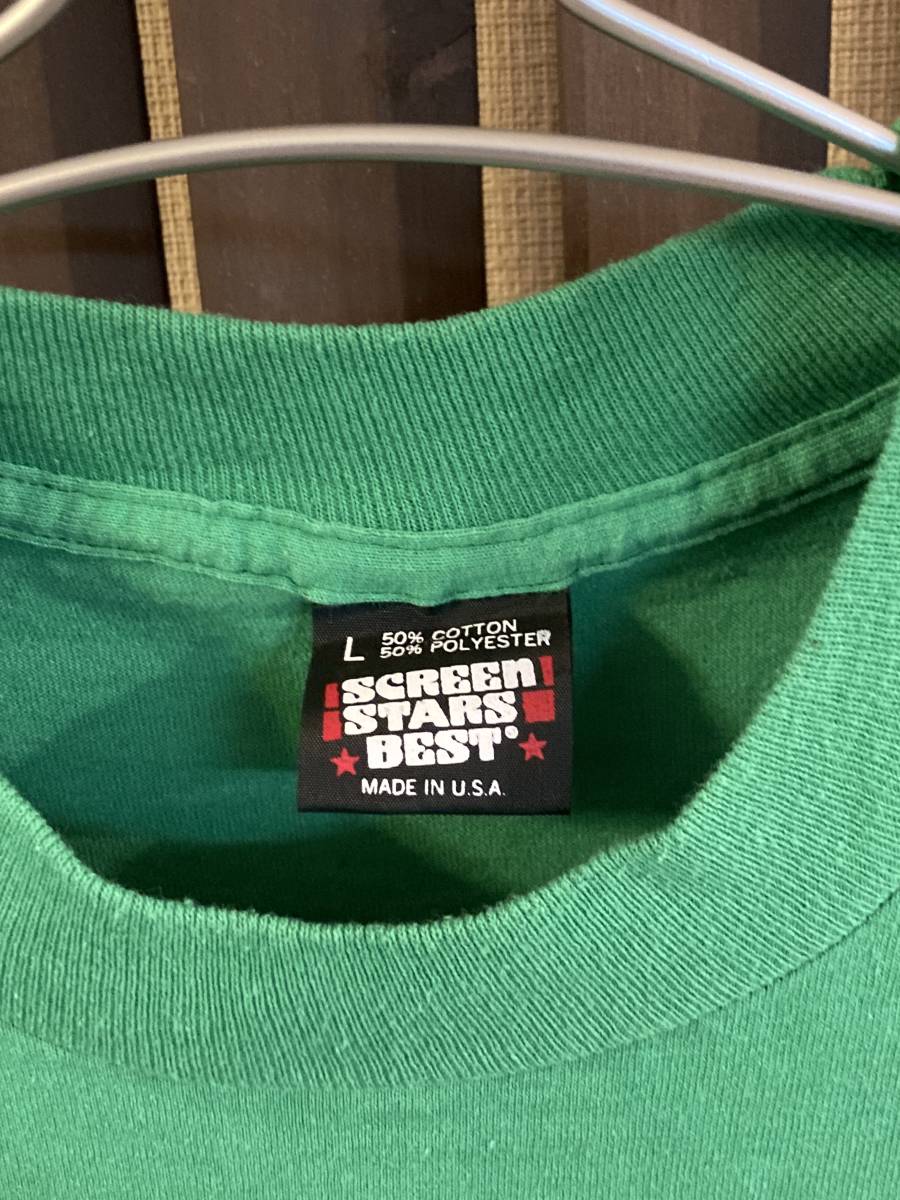 L 50% COTTON
50% POLYESTER
SCREEN
STARS
BEST®
MADE IN U.S.A.